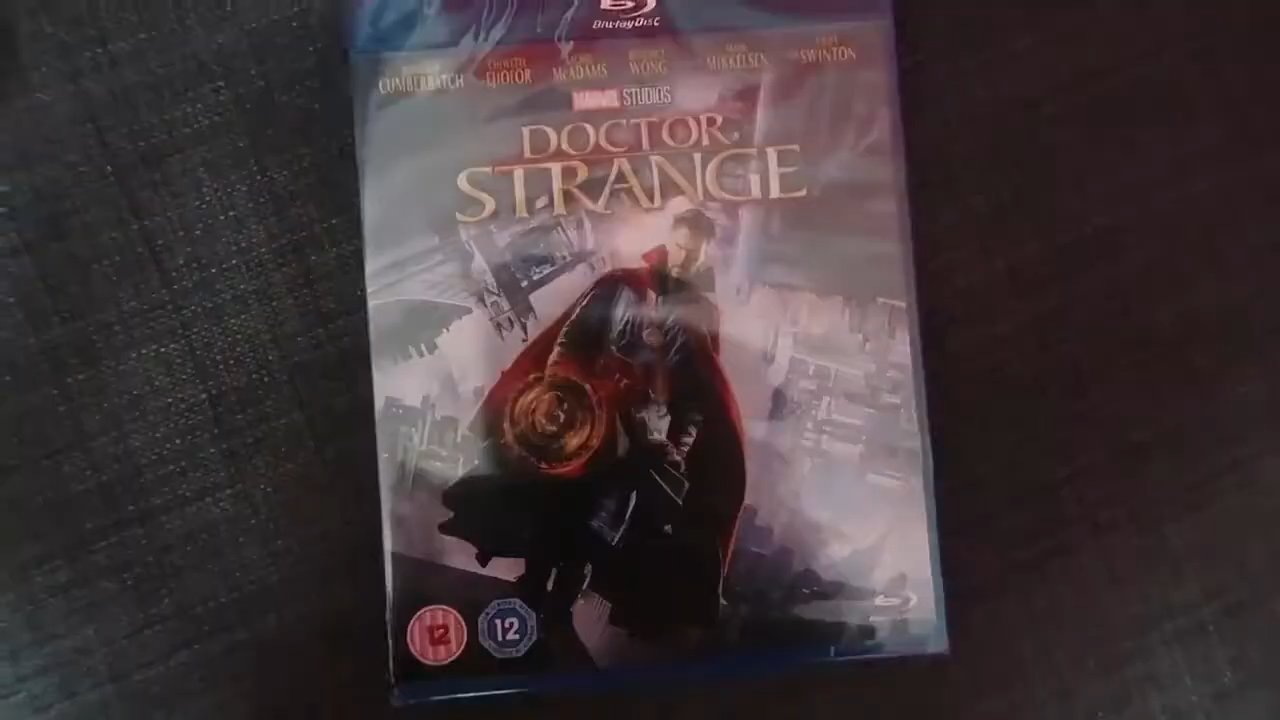 Blu-ray Disc
CUMBERBATCH EJIOFOR McADAMS WONG MIKKELSEN SWINTON
MARVEL STUDIOS
DOCTOR
STRANGE
12 12